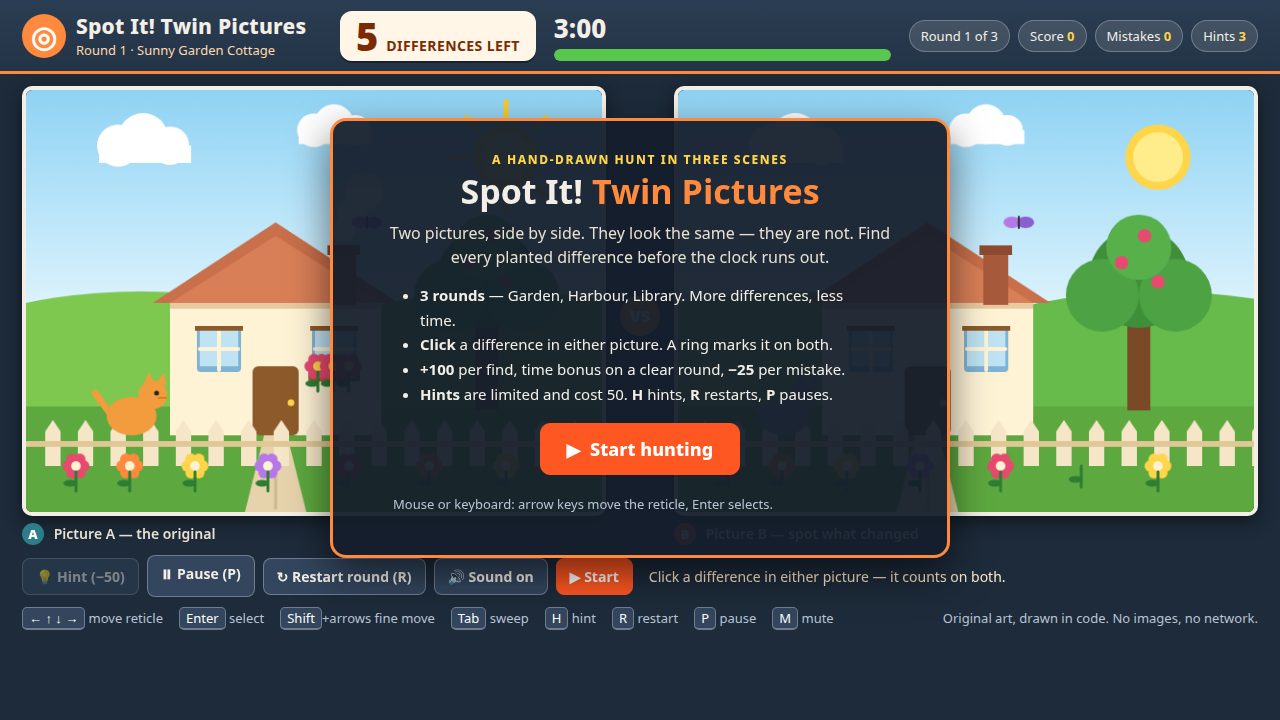 Spot It! Twin Pictures
Round 1 · Sunny Garden Cottage
5 DIFFERENCES LEFT
3:00
Round 1 of 3
Score 0
Mistakes 0
Hints 3
A HAND-DRAWN HUNT IN THREE SCENES
Spot It! Twin Pictures
Two pictures, side by side. They look the same — they are not. Find
every planted difference before the clock runs out.
• 3 rounds — Garden, Harbour, Library. More differences, less
time.
• Click a difference in either picture. A ring marks it on both.
• +100 per find, time bonus on a clear round, −25 per mistake.
• Hints are limited and cost 50. H hints, R restarts, P pauses.
▶ Start hunting
Mouse or keyboard: arrow keys move the reticle, Enter selects.
VS
A Picture A — the original
B Picture B — spot what changed
💡 Hint (−50)
⏸ Pause (P)
↻ Restart round (R)
🔊 Sound on
▶ Start
Click a difference in either picture — it counts on both.
← ↑ ↓ → move reticle
Enter select
Shift+arrows fine move
Tab sweep
H hint
R restart
P pause
M mute
Original art, drawn in code. No images, no network.